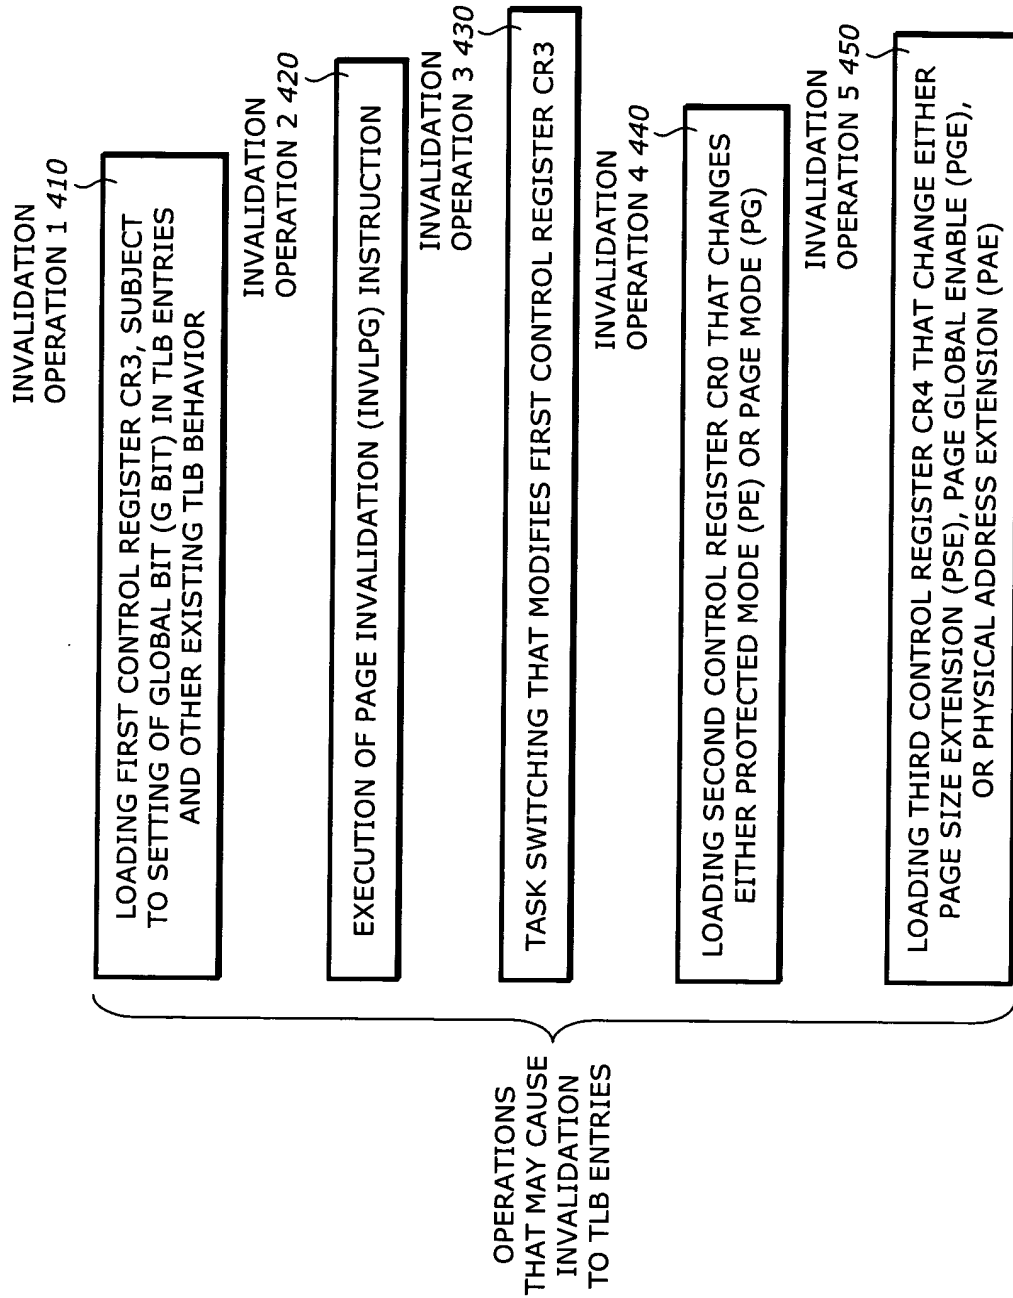 OPERATIONS
THAT MAY CAUSE
INVALIDATION
TO TLB ENTRIES
INVALIDATION
OPERATION 1 410
LOADING FIRST CONTROL REGISTER CR3, SUBJECT
TO SETTING OF GLOBAL BIT (G BIT) IN TLB ENTRIES
AND OTHER EXISTING TLB BEHAVIOR
INVALIDATION
OPERATION 2 420
EXECUTION OF PAGE INVALIDATION (INVLPG) INSTRUCTION
INVALIDATION
OPERATION 3 430
TASK SWITCHING THAT MODIFIES FIRST CONTROL REGISTER CR3
INVALIDATION
OPERATION 4 440
LOADING SECOND CONTROL REGISTER CR0 THAT CHANGES
EITHER PROTECTED MODE (PE) OR PAGE MODE (PG)
INVALIDATION
OPERATION 5 450
LOADING THIRD CONTROL REGISTER CR4 THAT CHANGE EITHER
PAGE SIZE EXTENSION (PSE), PAGE GLOBAL ENABLE (PGE),
OR PHYSICAL ADDRESS EXTENSION (PAE)